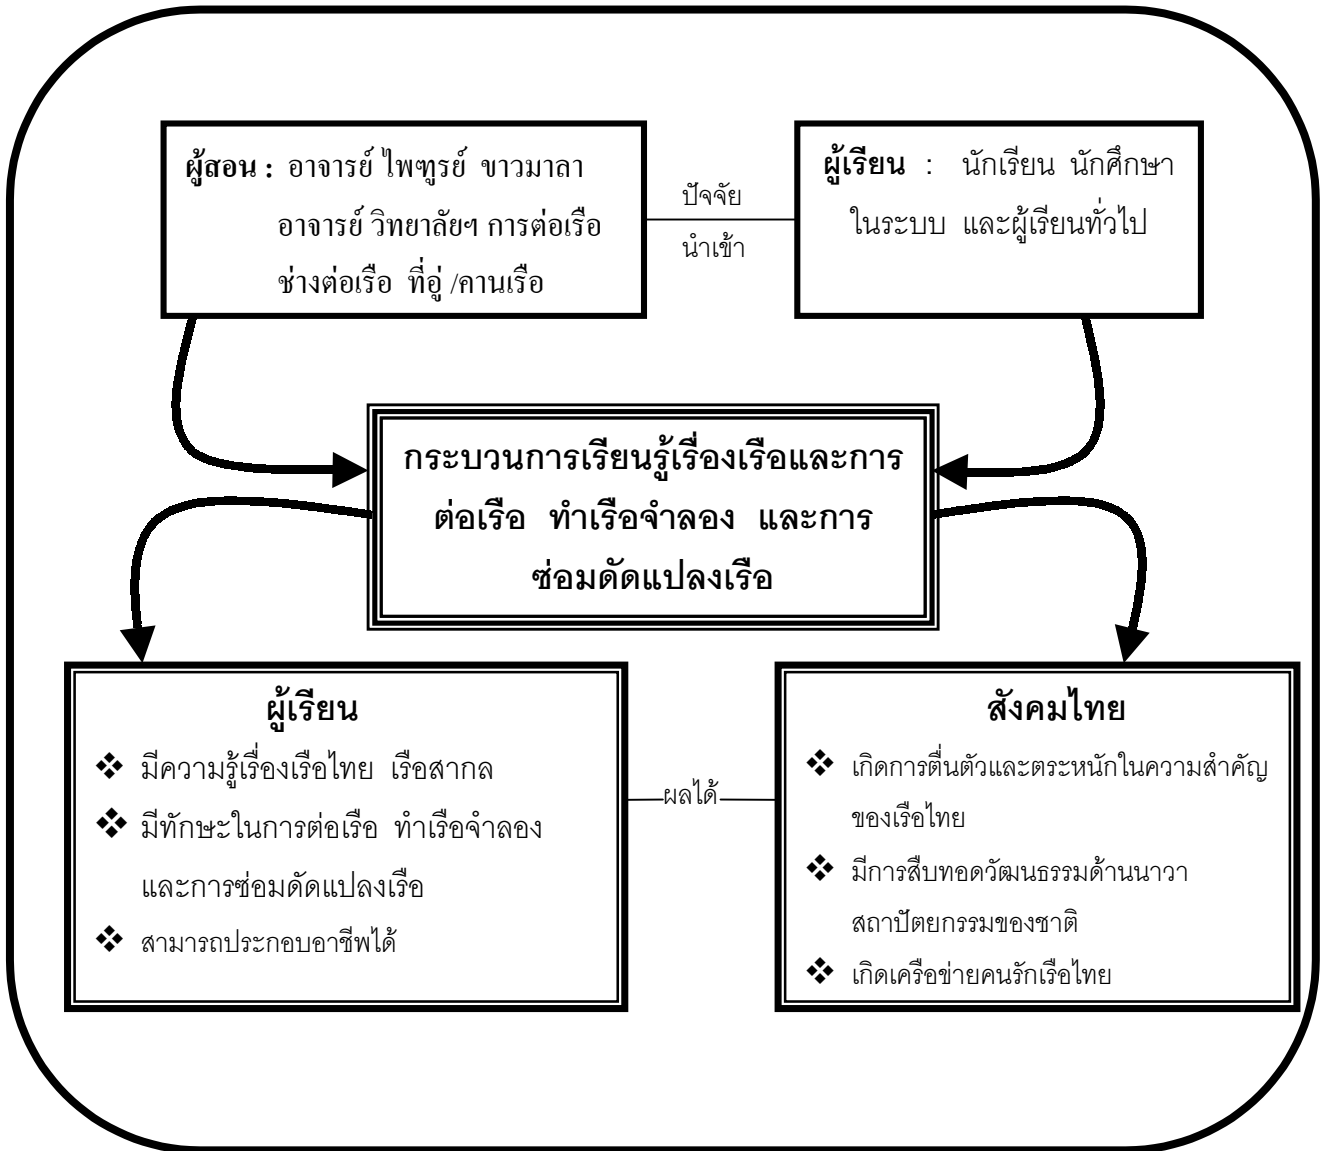 ผู้สอน : อาจารย์ ไพฑูรย์ ขาวมาลา
อาจารย์ วิทยาลัยฯ การต่อเรือ
ช่างต่อเรือ ที่อู่ /คานเรือ
ปัจจัย
นำเข้า
ผู้เรียน : นักเรียน นักศึกษา
ในระบบ และผู้เรียนทั่วไป
กระบวนการเรียนรู้เรื่องเรือและการ
ต่อเรือ ทำเรือจำลอง และการ
ซ่อมดัดแปลงเรือ
ผู้เรียน
❖ มีความรู้เรื่องเรือไทย เรือสากล
❖ มีทักษะในการต่อเรือ ทำเรือจำลอง
และการซ่อมดัดแปลงเรือ
❖ สามารถประกอบอาชีพได้
ผลได้
สังคมไทย
❖ เกิดการตื่นตัวและตระหนักในความสำคัญ
ของเรือไทย
❖ มีการสืบทอดวัฒนธรรมด้านนาวา
สถาปัตยกรรมของชาติ
❖ เกิดเครือข่ายคนรักเรือไทย